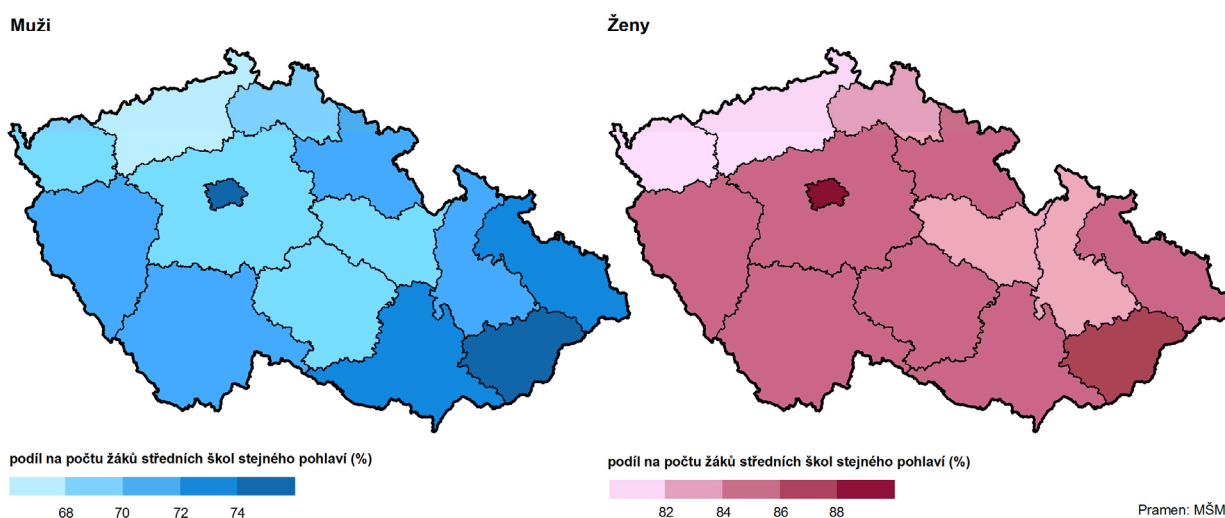 Muži
Ženy
podíl na počtu žáků středních škol stejného pohlaví (%)
68 70 72 74
podíl na počtu žáků středních škol stejného pohlaví (%)
82 84 86 88
Pramen: MŠM